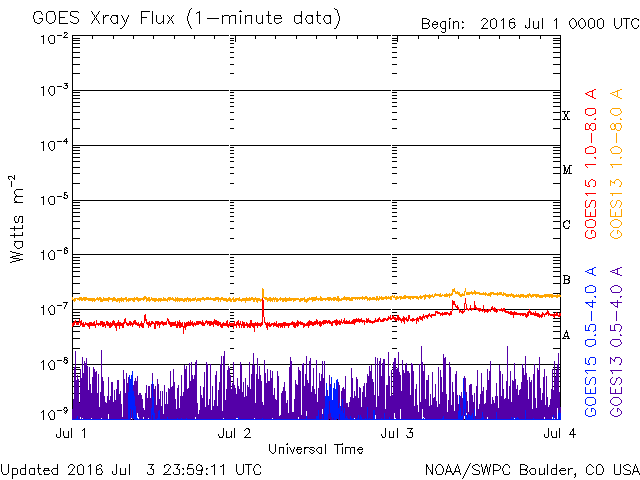 GOES Xray Flux (1-minute data)
Begin: 2016 Jul 1 0000 UTC
10⁻²
10⁻³
10⁻⁴
10⁻⁵
10⁻⁶
10⁻⁷
10⁻⁸
10⁻⁹
Watts m⁻²
X
M
C
B
A
GOES15 1.0-8.0 A
GOES13 1.0-8.0 A
GOES15 0.5-4.0 A
GOES13 0.5-4.0 A
Jul 1
Jul 2
Jul 3
Jul 4
Universal Time
Updated 2016 Jul 3 23:59:11 UTC
NOAA/SWPC Boulder, CO USA